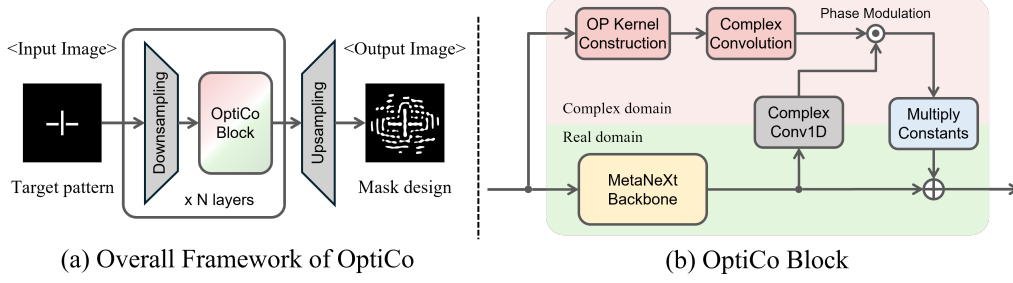 <Input Image>
Target pattern
Downsampling
OptiCo
Block
x N layers
Upsampling
<Output Image>
Mask design
(a) Overall Framework of OptiCo
OP Kernel
Construction
Complex
Convolution
Phase Modulation
Complex domain
Real domain
Complex
Conv1D
Multiply
Constants
MetaNeXt
Backbone
(b) OptiCo Block